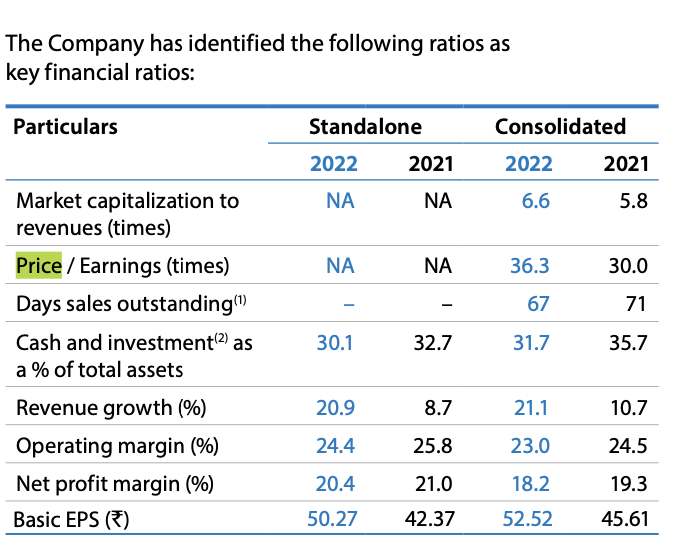 The Company has identified the following ratios as
key financial ratios:
Particulars Standalone Consolidated
2022 2021 2022 2021
Market capitalization to
revenues (times) NA NA 6.6 5.8
Price / Earnings (times) NA NA 36.3 30.0
Days sales outstanding(1) – – 67 71
Cash and investment(2) as
a % of total assets 30.1 32.7 31.7 35.7
Revenue growth (%) 20.9 8.7 21.1 10.7
Operating margin (%) 24.4 25.8 23.0 24.5
Net profit margin (%) 20.4 21.0 18.2 19.3
Basic EPS (₹) 50.27 42.37 52.52 45.61